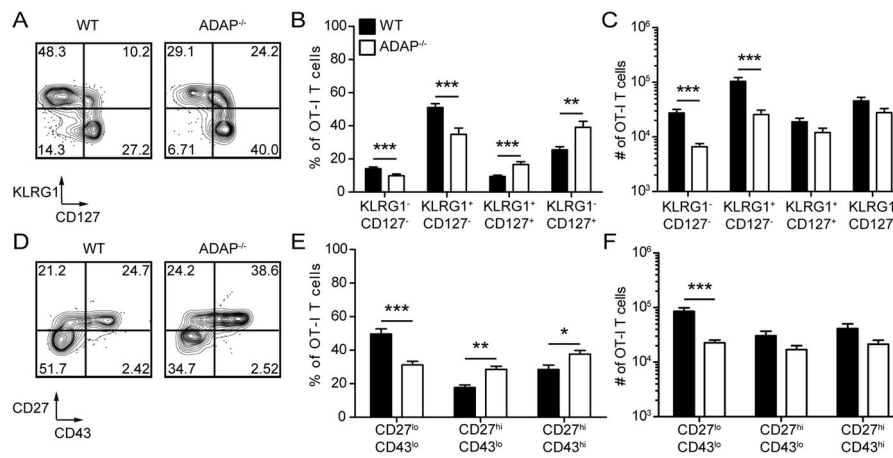 A
WT
ADAP-/-
48.3
10.2
14.3
27.2
29.1
24.2
6.71
40.0
KLRG1
CD127
B
WT
ADAP-/-
% of OT-I T cells
100
80
60
40
20
0
***
***
***
**
KLRG1- KLRG1+ KLRG1+ KLRG1-
CD127- CD127- CD127+ CD127+
C
# of OT-I T cells
10⁶
10⁵
10⁴
10³
***
***
KLRG1- KLRG1+ KLRG1+ KLRG1
CD127- CD127- CD127+ CD127
D
WT
ADAP-/-
21.2
24.7
51.7
2.42
24.2
38.6
34.7
2.52
CD27
CD43
E
% of OT-I T cells
100
80
60
40
20
0
***
**
*
CD27lo CD27hi CD27hi
CD43lo CD43lo CD43hi
F
# of OT-I T cells
10⁶
10⁵
10⁴
10³
***
CD27lo CD27hi CD27hi
CD43lo CD43lo CD43hi